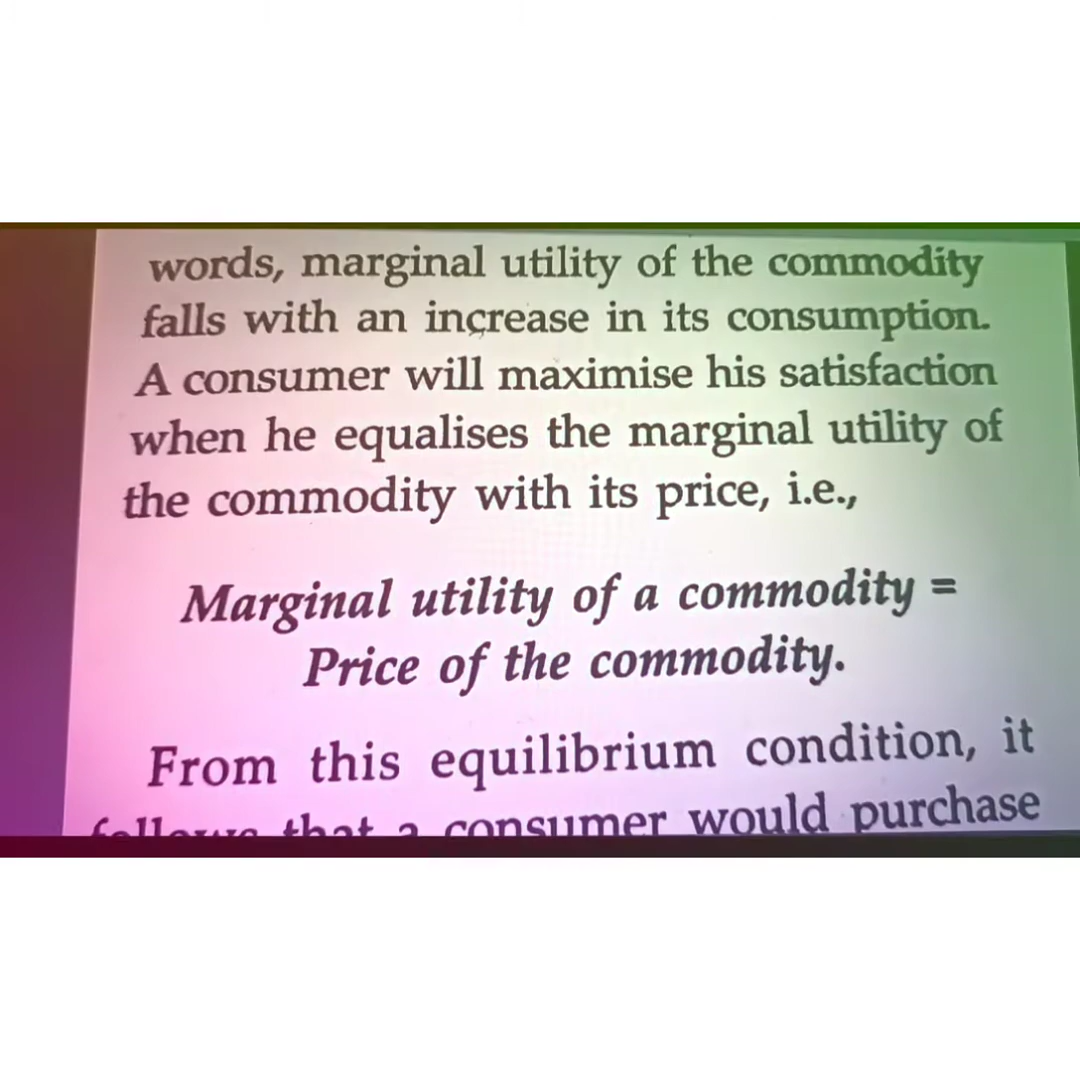 words, marginal utility of the commodity
falls with an increase in its consumption.
A consumer will maximise his satisfaction
when he equalises the marginal utility of
the commodity with its price, i.e.,
Marginal utility of a commodity =
Price of the commodity.
From this equilibrium condition, it
follows that a consumer would purchase